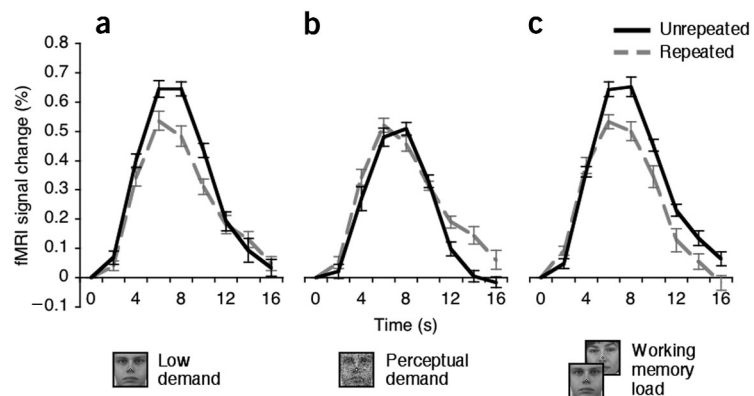 a
b
c
Unrepeated
Repeated
fMRI signal change (%)
0.8
0.7
0.6
0.5
0.4
0.3
0.2
0.1
0
−0.1
0 4 8 12 16
0 4 8 12 16
0 4 8 12 16
Time (s)
Low
demand
Perceptual
demand
Working
memory
load